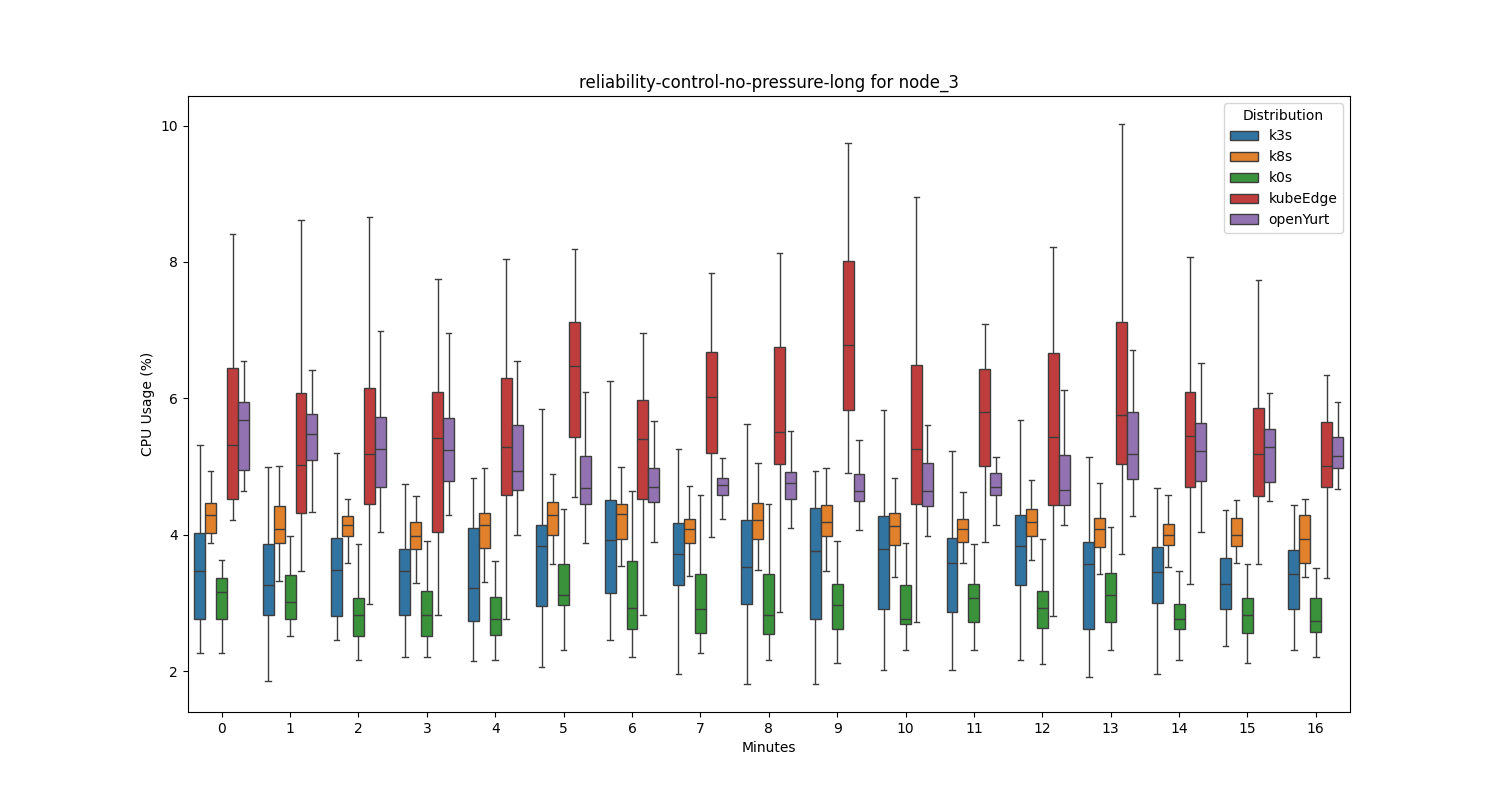 reliability-control-no-pressure-long for node_3
Distribution
k3s
k8s
k0s
kubeEdge
openYurt
CPU Usage (%)
10
8
6
4
2
0 1 2 3 4 5 6 7 8 9 10 11 12 13 14 15 16
Minutes